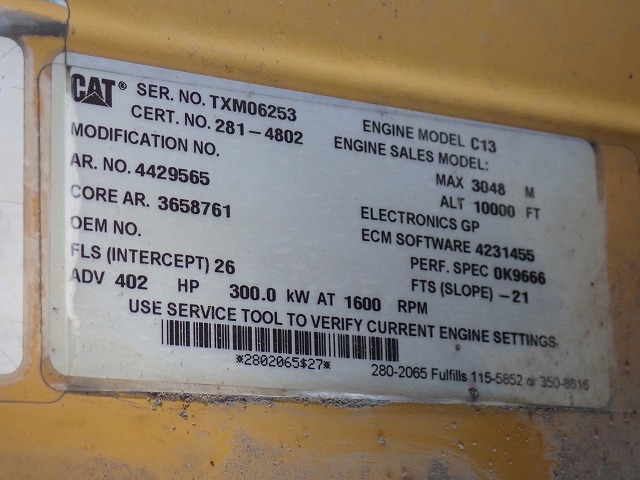 CAT® SER. NO. TXM06253
CERT. NO. 281-4802
ENGINE MODEL C13
MODIFICATION NO.
ENGINE SALES MODEL:
AR. NO. 4429565
MAX 3048 M
ALT 10000 FT
CORE AR. 3658761
ELECTRONICS GP
OEM NO.
ECM SOFTWARE 4231455
FLS (INTERCEPT) 26
PERF. SPEC 0K9666
FTS (SLOPE) -21
ADV 402 HP 300.0 kW AT 1600 RPM
USE SERVICE TOOL TO VERIFY CURRENT ENGINE SETTINGS
*2802065$27*
280-2065 Fulfills 115-5852 or 350-8816